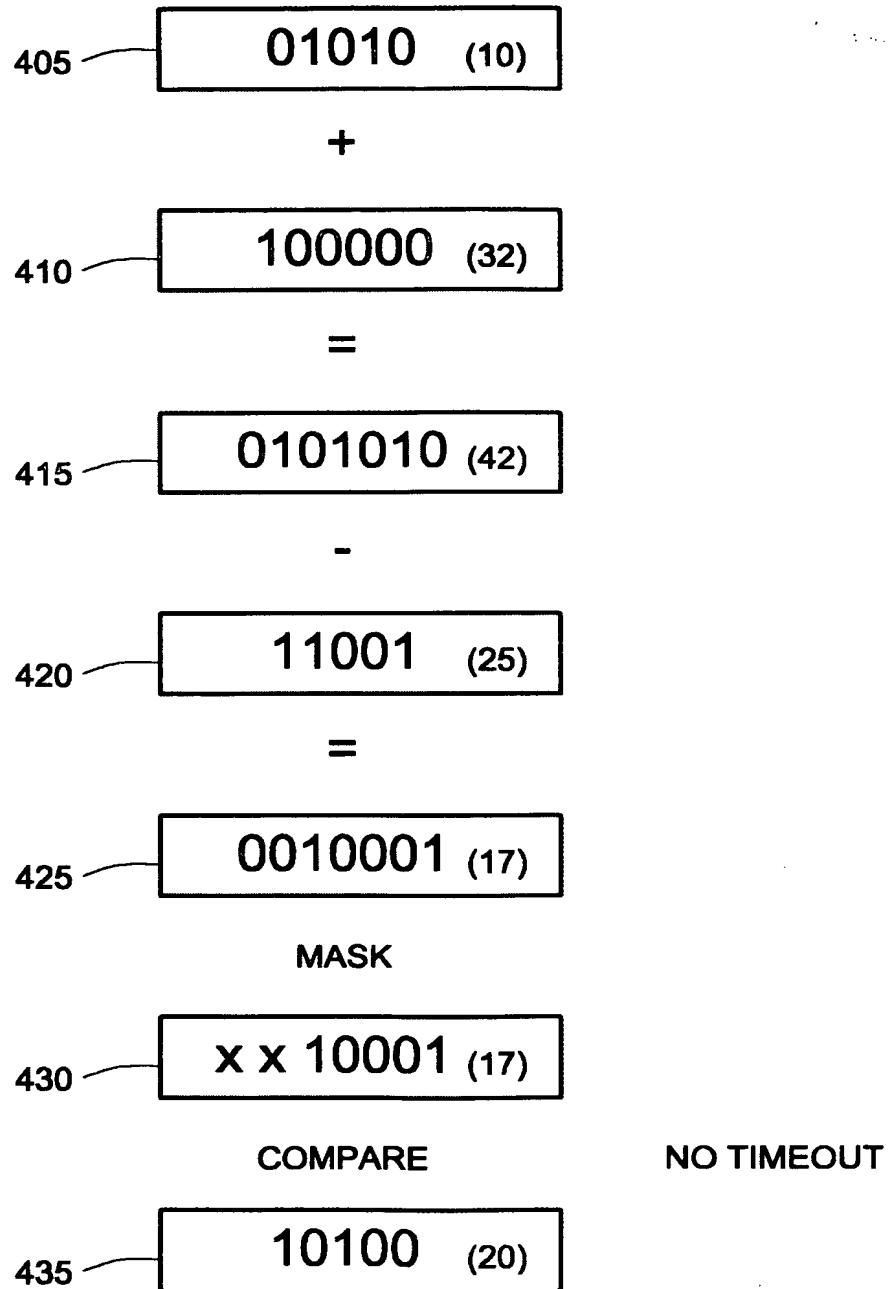 405 01010 (10)
+
410 100000 (32)
=
415 0101010 (42)
-
420 11001 (25)
=
425 0010001 (17)
MASK
430 x x 10001 (17)
COMPARE NO TIMEOUT
435 10100 (20)